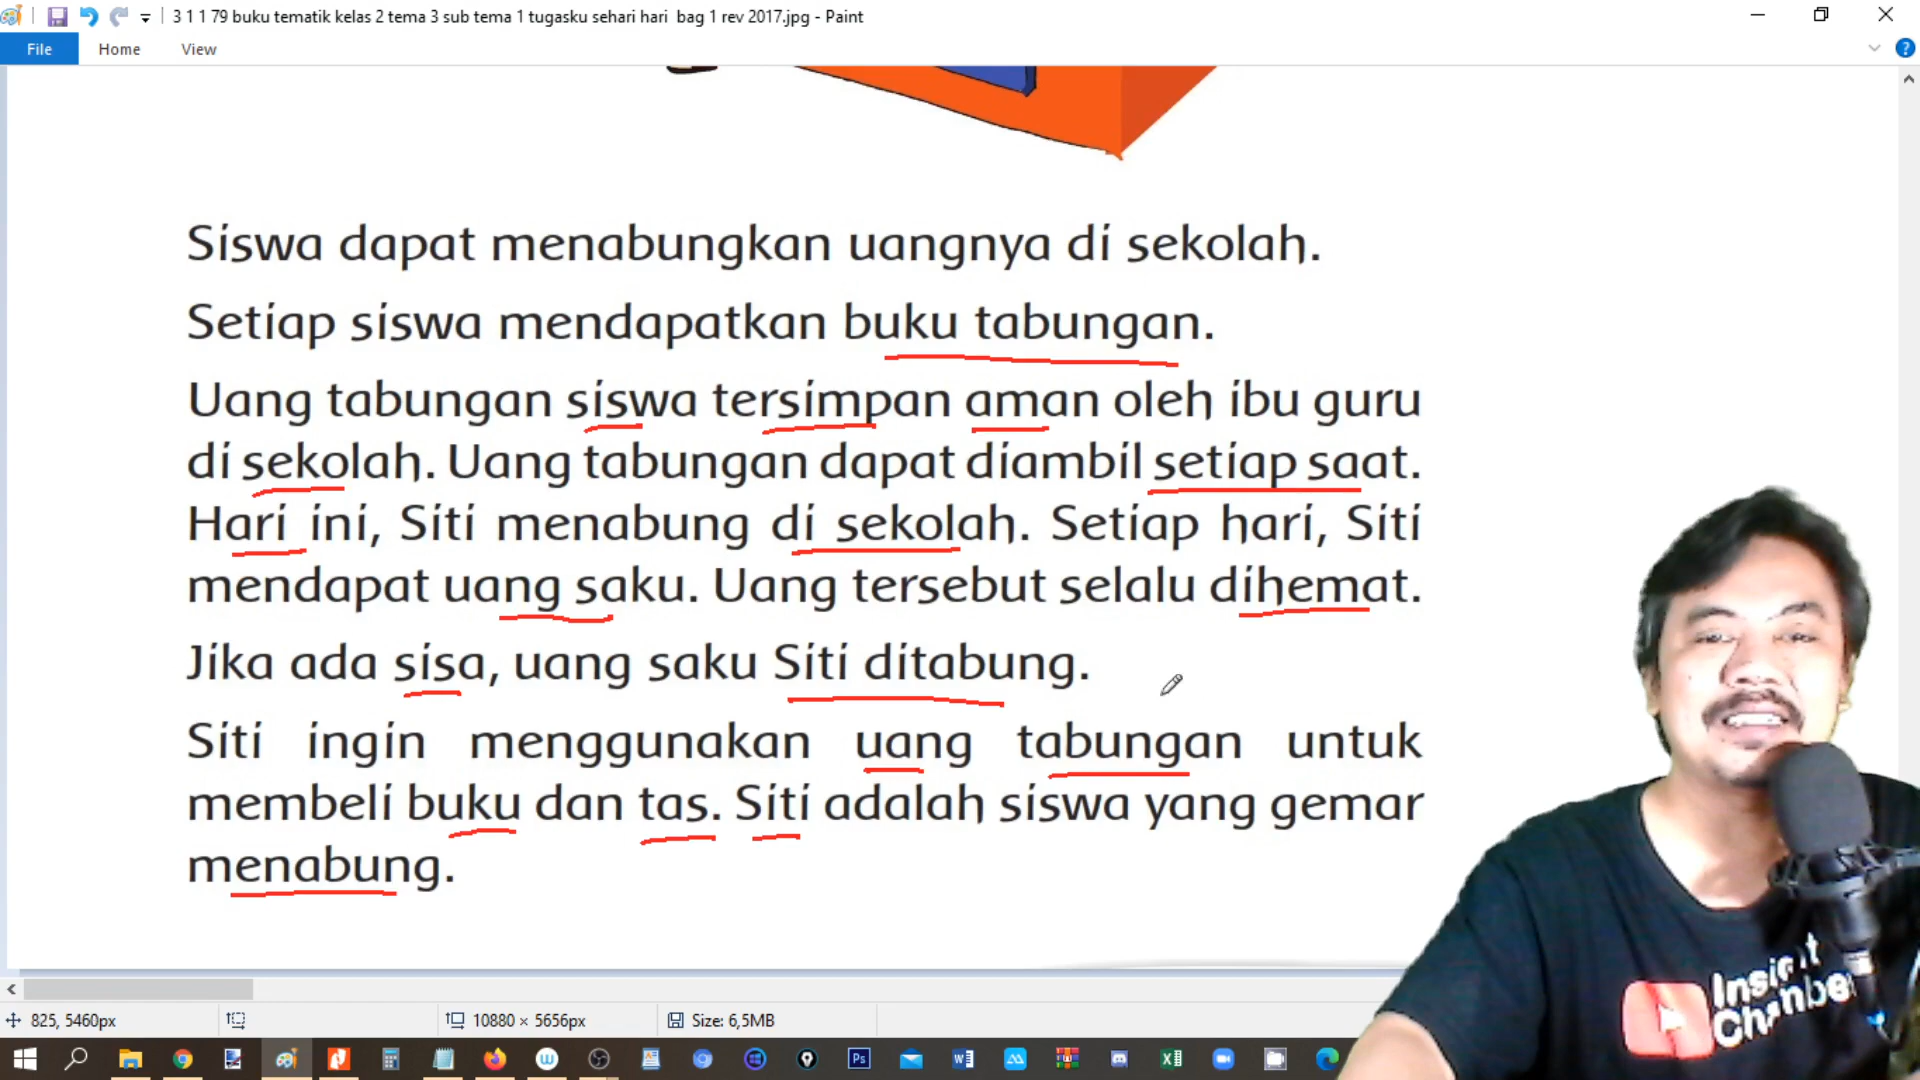 3 1 1 79 buku tematik kelas 2 tema 3 sub tema 1 tugasku sehari hari  bag 1 rev 2017.jpg - Paint
File Home View
Siswa dapat menabungkan uangnya di sekolah.
Setiap siswa mendapatkan buku tabungan.
Uang tabungan siswa tersimpan aman oleh ibu guru
di sekolah. Uang tabungan dapat diambil setiap saat.
Hari ini, Siti menabung di sekolah. Setiap hari, Siti
mendapat uang saku. Uang tersebut selalu dihemat.
Jika ada sisa, uang saku Siti ditabung.
Siti ingin menggunakan uang tabungan untuk
membeli buku dan tas. Siti adalah siswa yang gemar
menabung.
825, 5460px 10880 × 5656px Size: 6,5MB
Ps